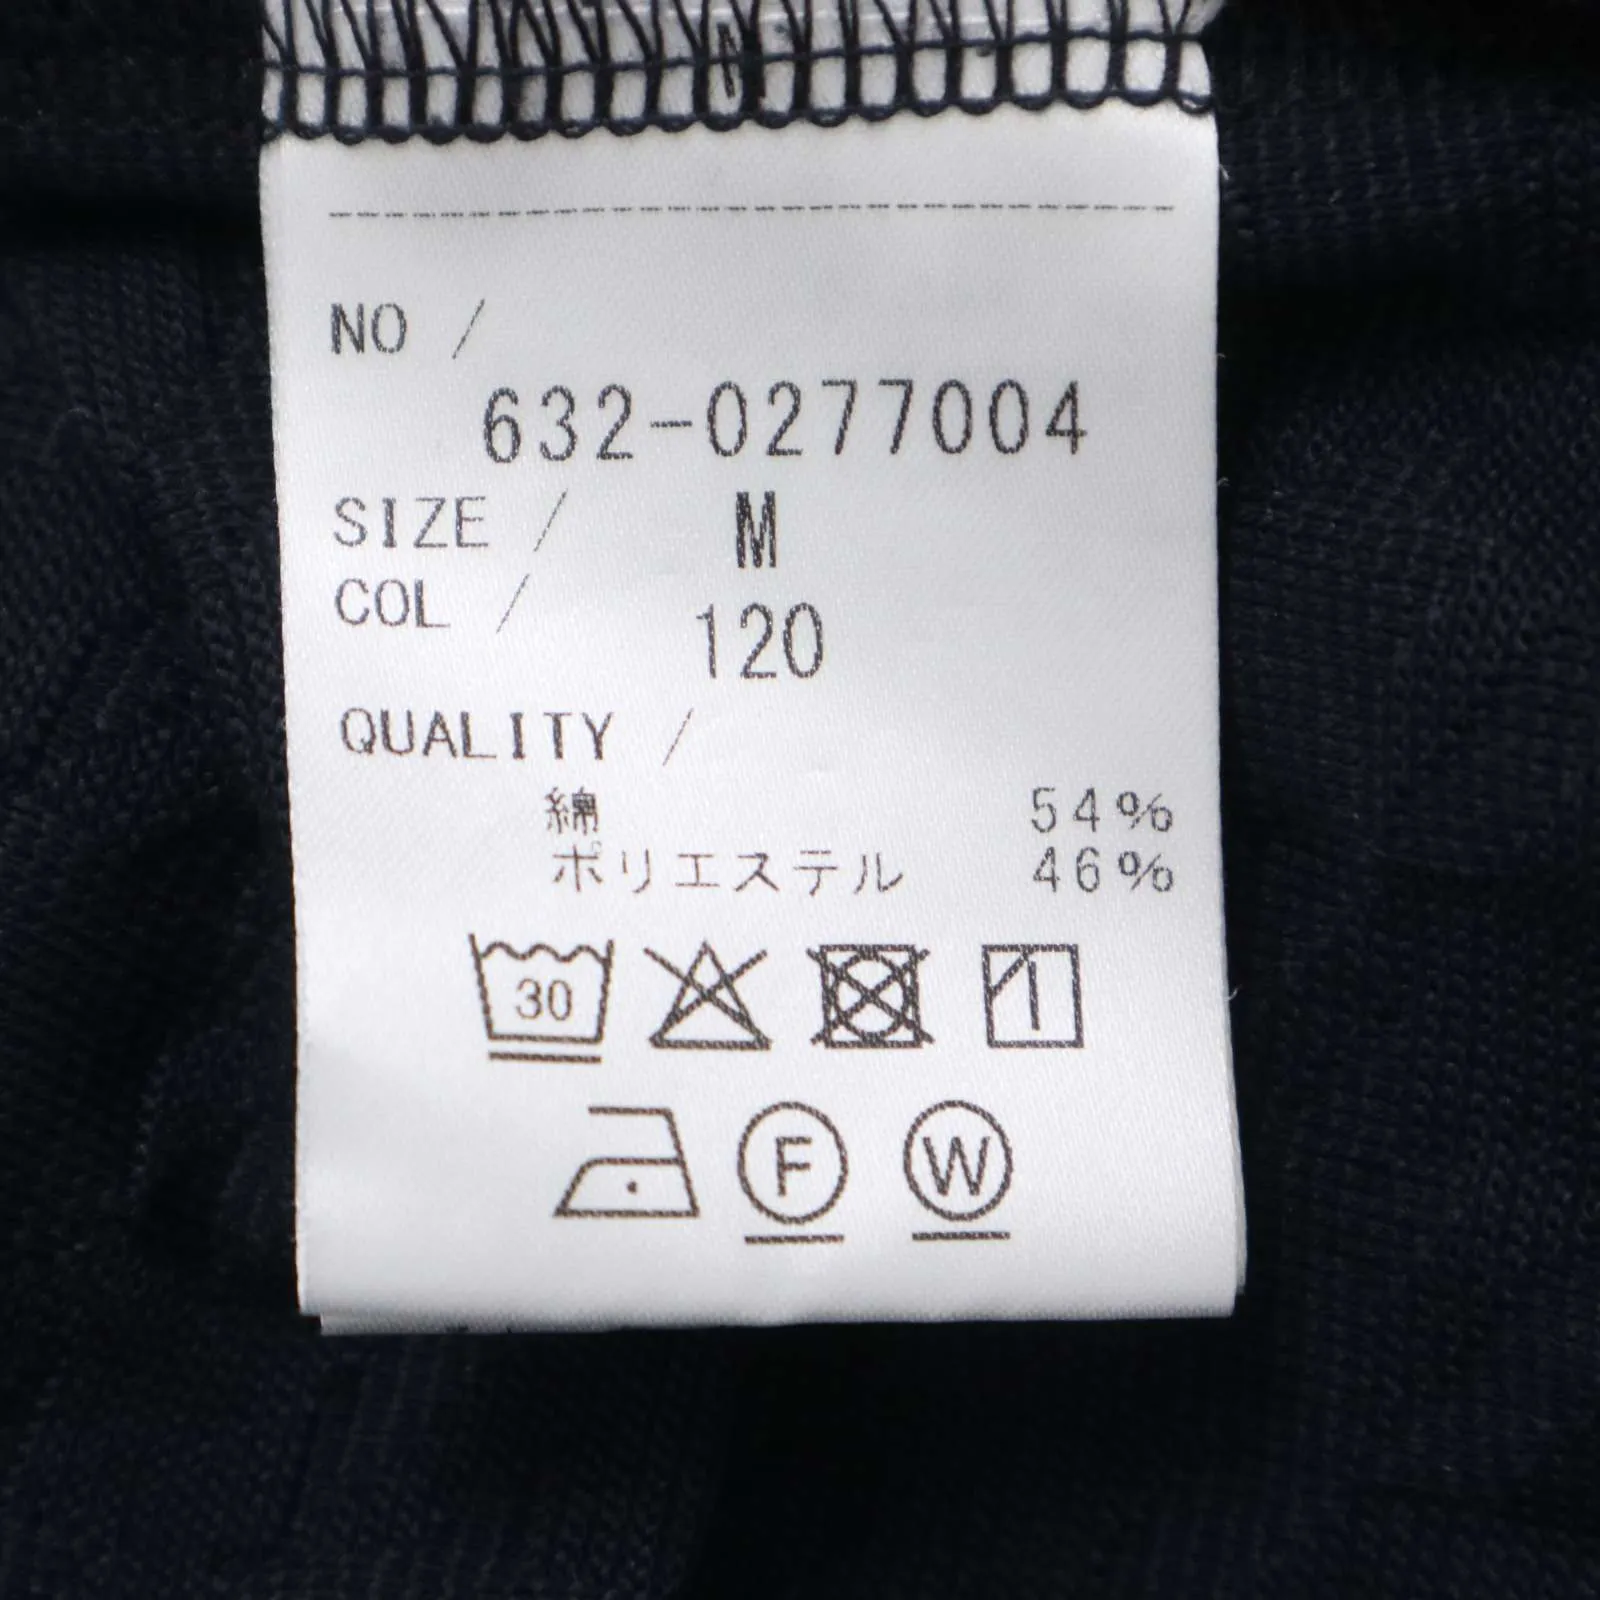 NO /
632-0277004
SIZE / M
COL / 120
QUALITY /
綿 54%
ポリエステル 46%
30
F W